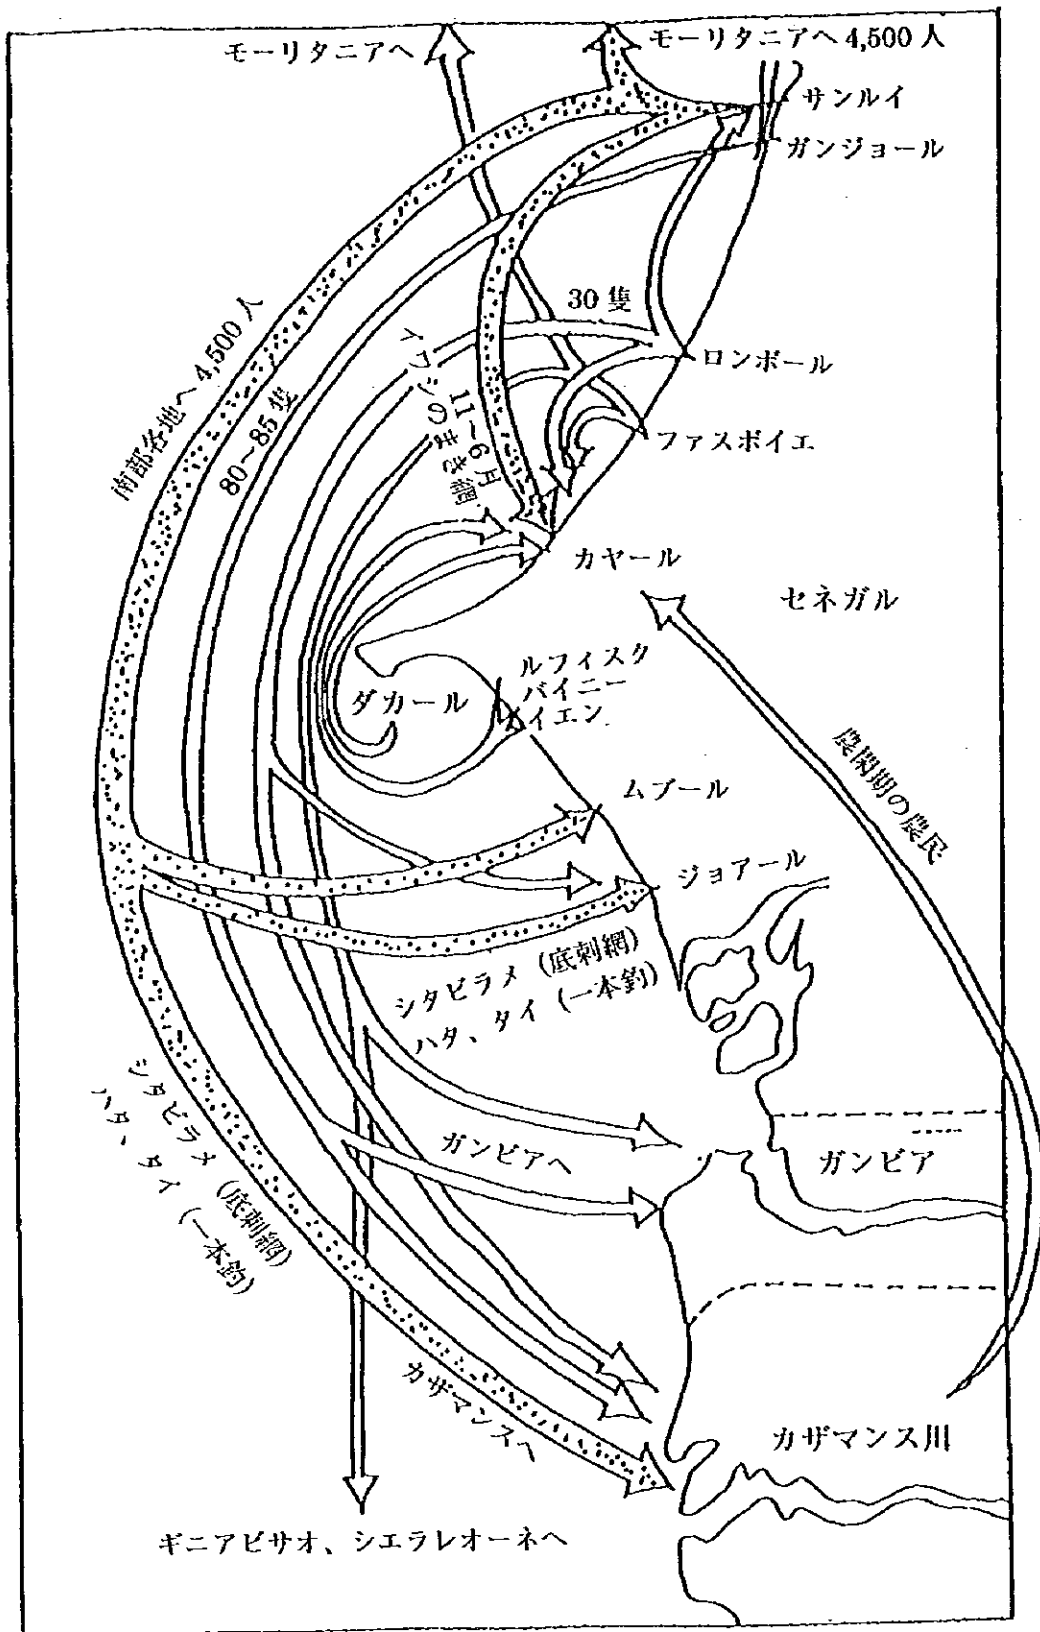 モーリタニアへ
モーリタニアへ 4,500 人
サンルイ
ガンジョール
30 隻
ロンポール
ファスボイエ
南部各地へ 4,500人
80～85隻
11～6月
イワシのまき網
カヤール
セネガル
ルフィスク
バイニー
イエン
ダカール
ムブール
農閑期の農民
ジョアール
シタビラメ (底刺網)
ハタ、タイ (一本釣)
シタビラメ (底刺網)
ハタ、タイ (一本釣)
ガンビアへ
ガンビア
カザマンスへ
カザマンス川
ギニアビサオ、シエラレオーネへ